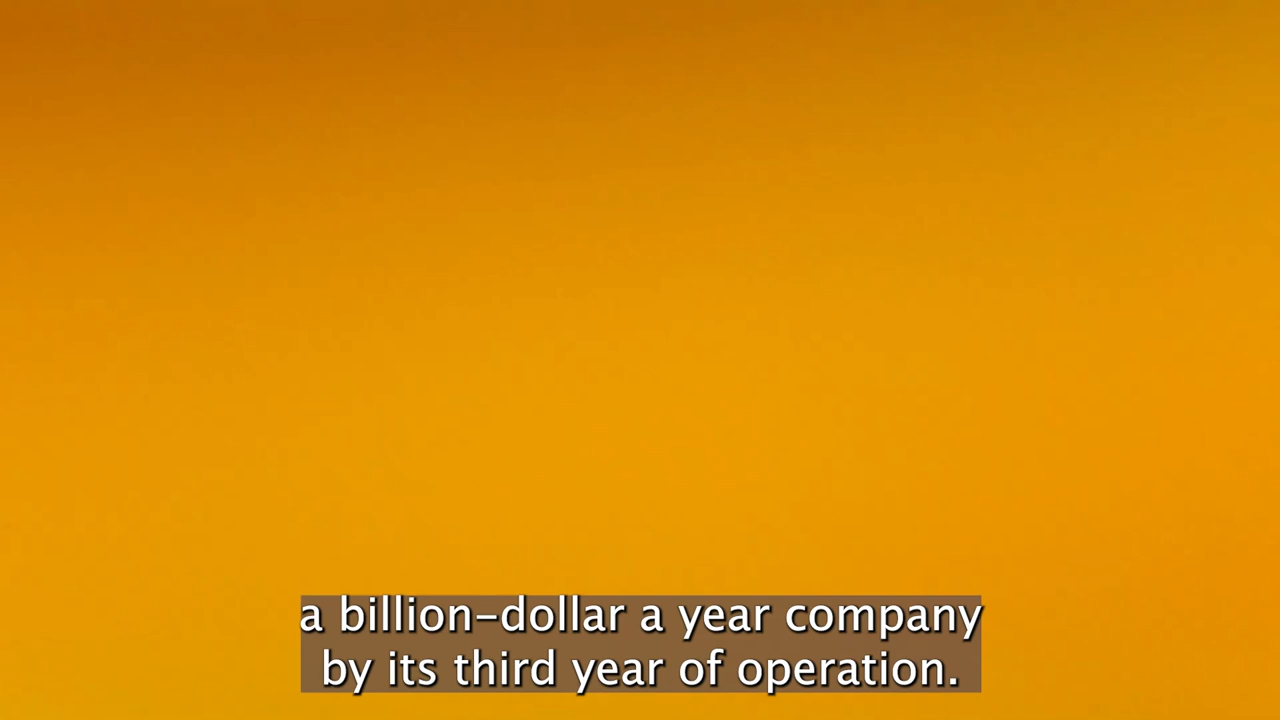 a billion-dollar a year company
by its third year of operation.